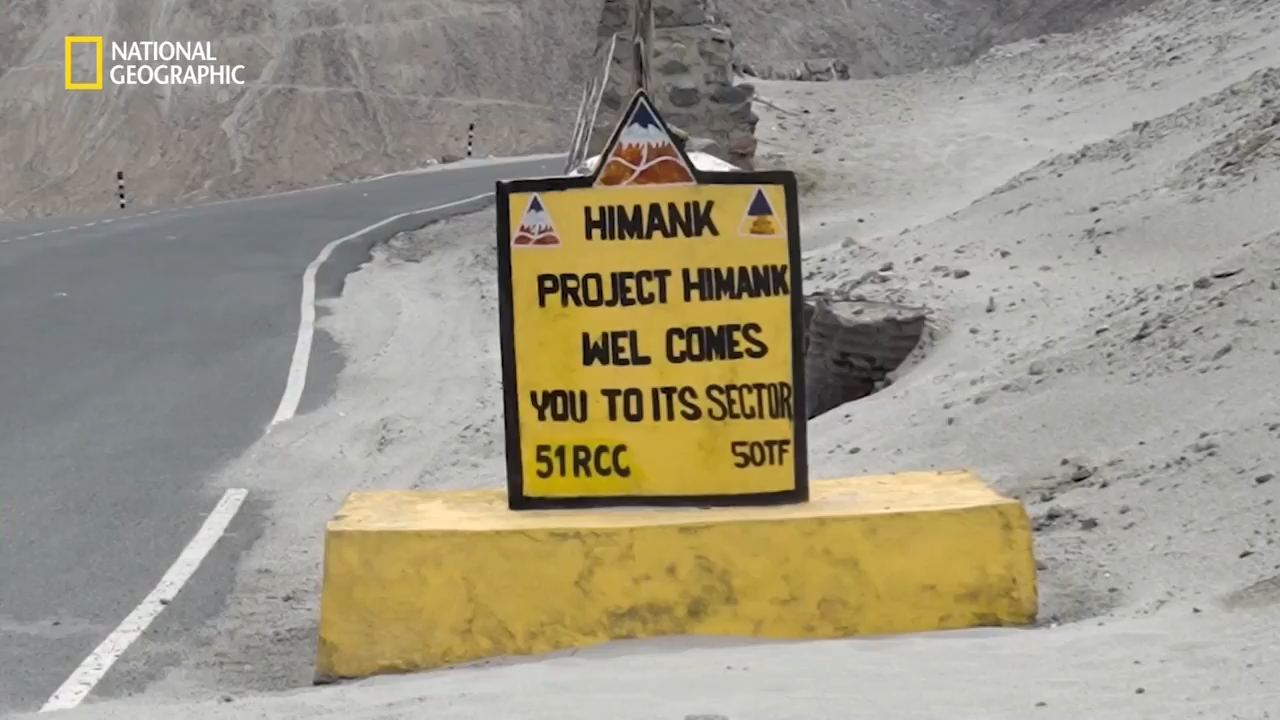 NATIONAL
GEOGRAPHIC
HIMANK
PROJECT HIMANK
WEL COMES
YOU TO ITS SECTOR
51RCC 50TF